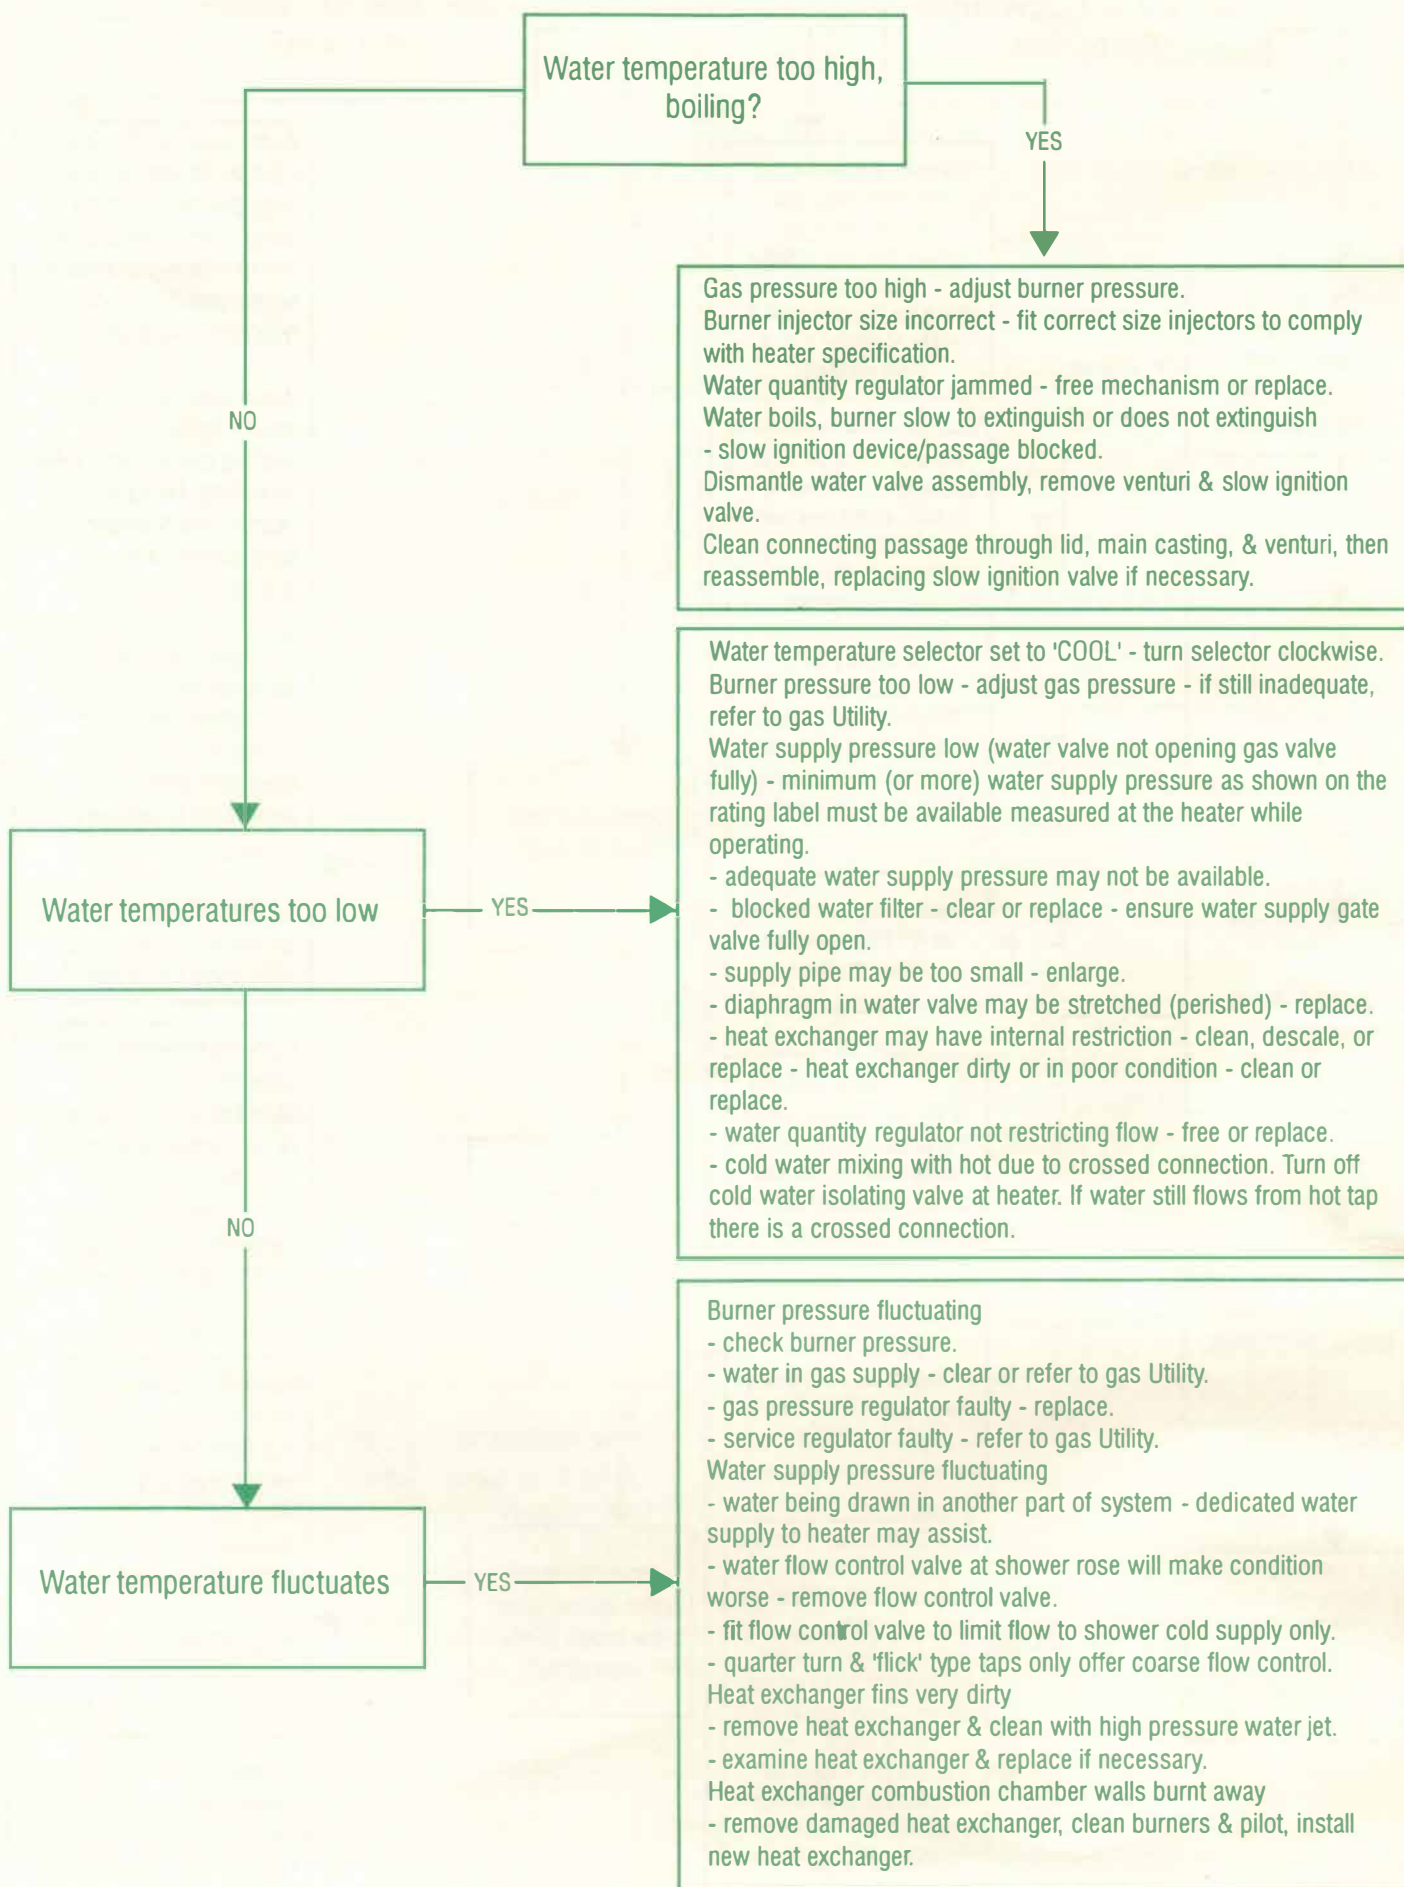 Water temperature too high,
boiling?
YES
Gas pressure too high - adjust burner pressure.
Burner injector size incorrect - fit correct size injectors to comply
with heater specification.
Water quantity regulator jammed - free mechanism or replace.
Water boils, burner slow to extinguish or does not extinguish
- slow ignition device/passage blocked.
Dismantle water valve assembly, remove venturi & slow ignition
valve.
Clean connecting passage through lid, main casting, & venturi, then
reassemble, replacing slow ignition valve if necessary.
NO
Water temperatures too low
YES
Water temperature selector set to 'COOL' - turn selector clockwise.
Burner pressure too low - adjust gas pressure - if still inadequate,
refer to gas Utility.
Water supply pressure low (water valve not opening gas valve
fully) - minimum (or more) water supply pressure as shown on the
rating label must be available measured at the heater while
operating.
- adequate water supply pressure may not be available.
- blocked water filter - clear or replace - ensure water supply gate
valve fully open.
- supply pipe may be too small - enlarge.
- diaphragm in water valve may be stretched (perished) - replace.
- heat exchanger may have internal restriction - clean, descale, or
replace - heat exchanger dirty or in poor condition - clean or
replace.
- water quantity regulator not restricting flow - free or replace.
- cold water mixing with hot due to crossed connection. Turn off
cold water isolating valve at heater. If water still flows from hot tap
there is a crossed connection.
NO
Water temperature fluctuates
YES
Burner pressure fluctuating
- check burner pressure.
- water in gas supply - clear or refer to gas Utility.
- gas pressure regulator faulty - replace.
- service regulator faulty - refer to gas Utility.
Water supply pressure fluctuating
- water being drawn in another part of system - dedicated water
supply to heater may assist.
- water flow control valve at shower rose will make condition
worse - remove flow control valve.
- fit flow control valve to limit flow to shower cold supply only.
- quarter turn & 'flick' type taps only offer coarse flow control.
Heat exchanger fins very dirty
- remove heat exchanger & clean with high pressure water jet.
- examine heat exchanger & replace if necessary.
Heat exchanger combustion chamber walls burnt away
- remove damaged heat exchanger, clean burners & pilot, install
new heat exchanger.